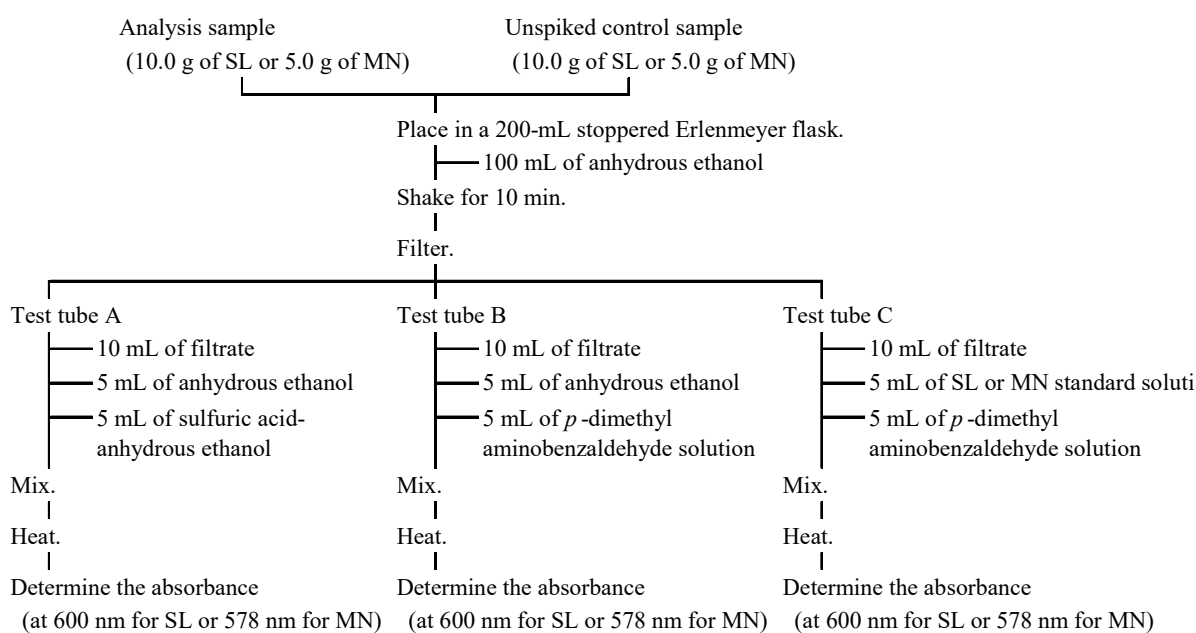 Analysis sample
(10.0 g of SL or 5.0 g of MN)
Unspiked control sample
(10.0 g of SL or 5.0 g of MN)
Place in a 200-mL stoppered Erlenmeyer flask.
100 mL of anhydrous ethanol
Shake for 10 min.
Filter.
Test tube A
10 mL of filtrate
5 mL of anhydrous ethanol
5 mL of sulfuric acid-
anhydrous ethanol
Mix.
Heat.
Determine the absorbance
(at 600 nm for SL or 578 nm for MN)
Test tube B
10 mL of filtrate
5 mL of anhydrous ethanol
5 mL of p -dimethyl
aminobenzaldehyde solution
Mix.
Heat.
Determine the absorbance
(at 600 nm for SL or 578 nm for MN)
Test tube C
10 mL of filtrate
5 mL of SL or MN standard soluti
5 mL of p -dimethyl
aminobenzaldehyde solution
Mix.
Heat.
Determine the absorbance
(at 600 nm for SL or 578 nm for MN)